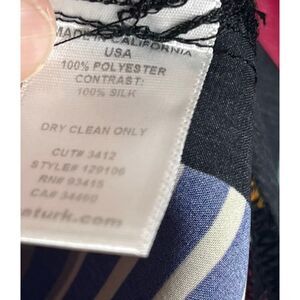 MADE IN CALIFORNIA
USA
100% POLYESTER
CONTRAST:
100% SILK
DRY CLEAN ONLY
CUT# 3412
STYLE# 129106
RN# 93415
CA# 34460
turk.com